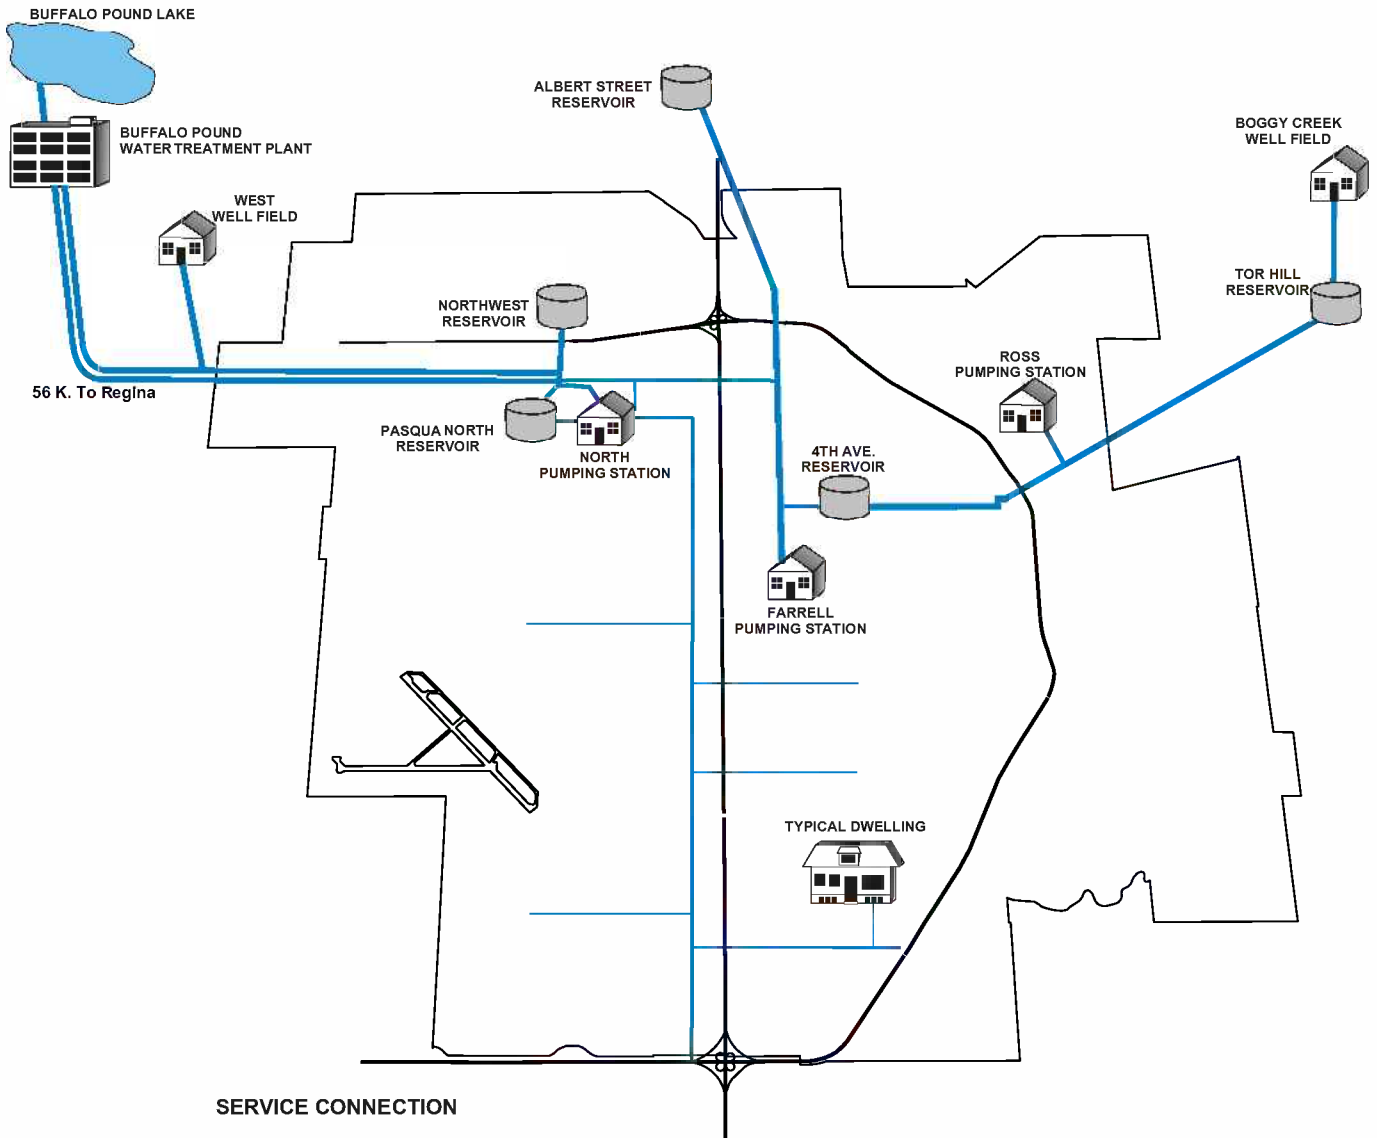 BUFFALO POUND LAKE
ALBERT STREET
RESERVOIR
BUFFALO POUND
WATER TREATMENT PLANT
BOGGY CREEK
WELL FIELD
WEST
WELL FIELD
TOR HILL
RESERVOIR
NORTHWEST
RESERVOIR
ROSS
PUMPING STATION
56 K. To Regina
PASQUA NORTH
RESERVOIR
NORTH
PUMPING STATION
4TH AVE.
RESERVOIR
FARRELL
PUMPING STATION
TYPICAL DWELLING
SERVICE CONNECTION